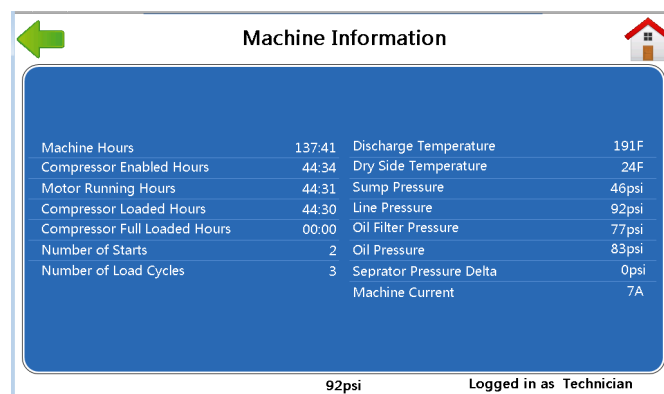 Machine Information
Machine Hours 137:41
Compressor Enabled Hours 44:34
Motor Running Hours 44:31
Compressor Loaded Hours 44:30
Compressor Full Loaded Hours 00:00
Number of Starts 2
Number of Load Cycles 3
Discharge Temperature 191F
Dry Side Temperature 24F
Sump Pressure 46psi
Line Pressure 92psi
Oil Filter Pressure 77psi
Oil Pressure 83psi
Seprator Pressure Delta 0psi
Machine Current 7A
92psi
Logged in as Technician